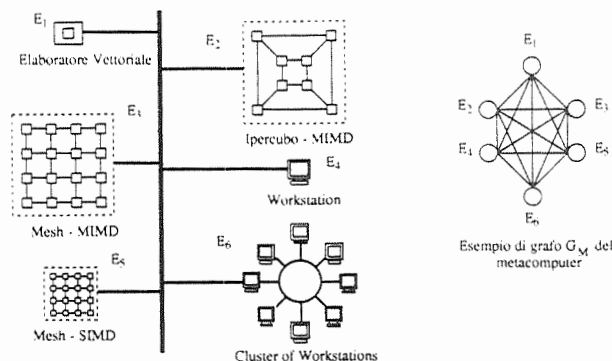 E1
Elaboratore Vettoriale
E2
Ipercubo - MIMD
E3
Mesh - MIMD
E4
Workstation
E5
Mesh - SIMD
E6
Cluster of Workstations
E1
E2
E3
E4
E5
E6
Esempio di grafo GM del
metacomputer